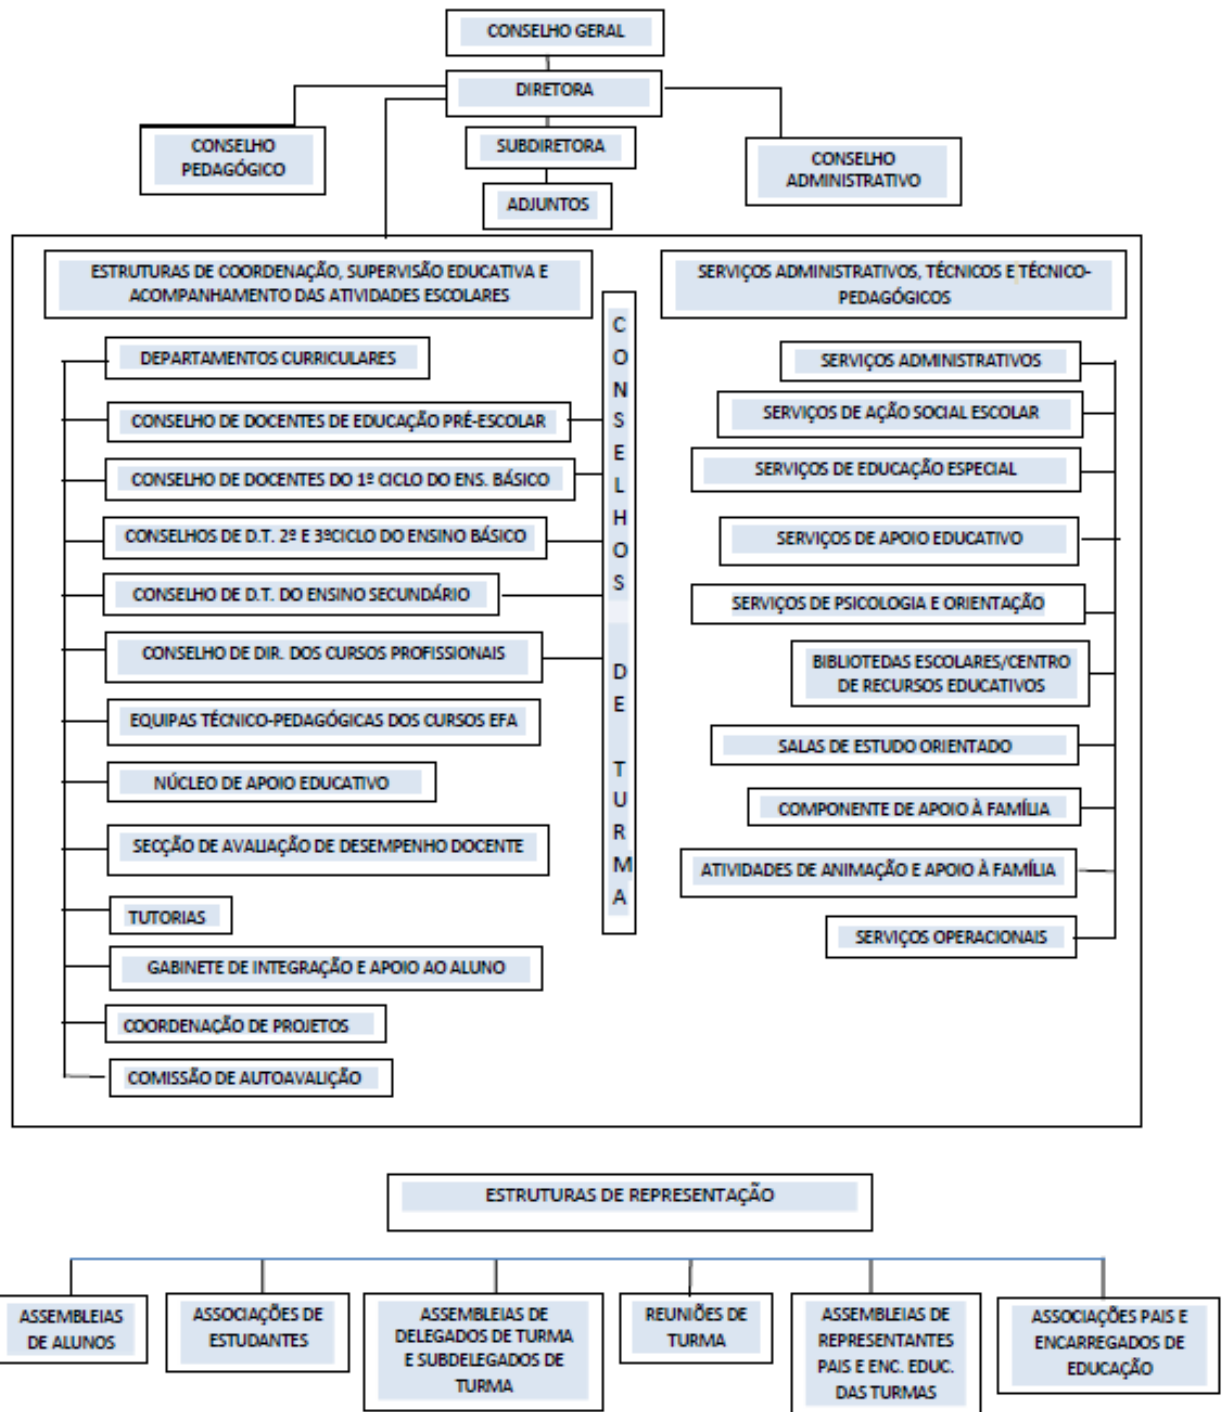 CONSELHO GERAL
DIRETORA
CONSELHO
PEDAGÓGICO
SUBDIRETORA
CONSELHO
ADMINISTRATIVO
ADJUNTOS
ESTRUTURAS DE COORDENAÇÃO, SUPERVISÃO EDUCATIVA E
ACOMPANHAMENTO DAS ATIVIDADES ESCOLARES
DEPARTAMENTOS CURRICULARES
CONSELHO DE DOCENTES DE EDUCAÇÃO PRÉ-ESCOLAR
CONSELHO DE DOCENTES DO 1º CICLO DO ENS. BÁSICO
CONSELHOS DE D.T. 2º E 3ºCICLO DO ENSINO BÁSICO
CONSELHO DE D.T. DO ENSINO SECUNDÁRIO
CONSELHO DE DIR. DOS CURSOS PROFISSIONAIS
EQUIPAS TÉCNICO-PEDAGÓGICAS DOS CURSOS EFA
NÚCLEO DE APOIO EDUCATIVO
SECÇÃO DE AVALIAÇÃO DE DESEMPENHO DOCENTE
TUTORIAS
GABINETE DE INTEGRAÇÃO E APOIO AO ALUNO
COORDENAÇÃO DE PROJETOS
COMISSÃO DE AUTOAVALIÇÃO
CONSELHOS DE TURMA
SERVIÇOS ADMINISTRATIVOS, TÉCNICOS E TÉCNICO-
PEDAGÓGICOS
SERVIÇOS ADMINISTRATIVOS
SERVIÇOS DE AÇÃO SOCIAL ESCOLAR
SERVIÇOS DE EDUCAÇÃO ESPECIAL
SERVIÇOS DE APOIO EDUCATIVO
SERVIÇOS DE PSICOLOGIA E ORIENTAÇÃO
BIBLIOTEDAS ESCOLARES/CENTRO
DE RECURSOS EDUCATIVOS
SALAS DE ESTUDO ORIENTADO
COMPONENTE DE APOIO À FAMÍLIA
ATIVIDADES DE ANIMAÇÃO E APOIO À FAMÍLIA
SERVIÇOS OPERACIONAIS
ESTRUTURAS DE REPRESENTAÇÃO
ASSEMBLEIAS
DE ALUNOS
ASSOCIAÇÕES DE
ESTUDANTES
ASSEMBLEIAS DE
DELEGADOS DE TURMA
E SUBDELEGADOS DE
TURMA
REUNIÕES DE
TURMA
ASSEMBLEIAS DE
REPRESENTANTES
PAIS E ENC. EDUC.
DAS TURMAS
ASSOCIAÇÕES PAIS E
ENCARREGADOS DE
EDUCAÇÃO